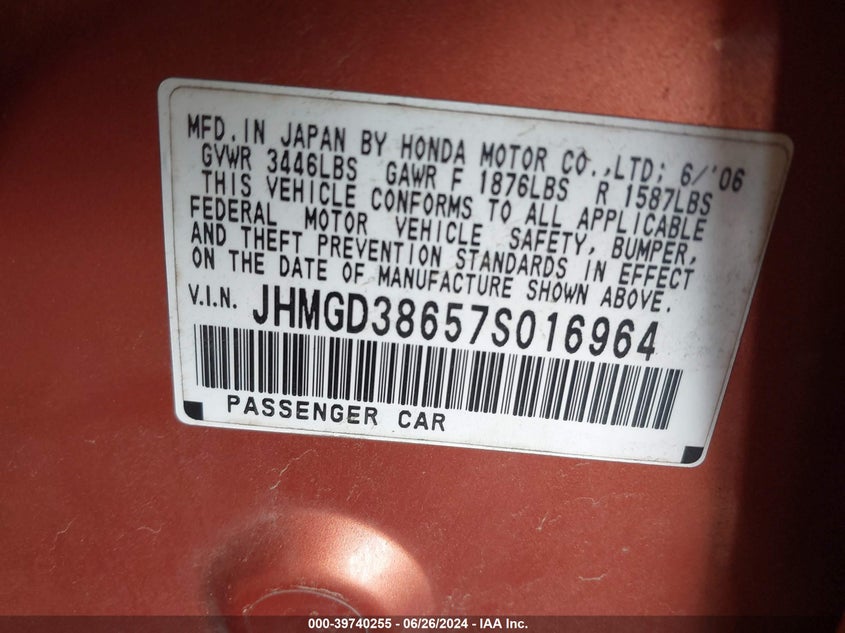 MFD.IN JAPAN BY HONDA MOTOR CO.,LTD; 6/'06
GVWR 3446LBS GAWR F 1876LBS R 1587LBS
THIS VEHICLE CONFORMS TO ALL APPLICABLE
FEDERAL MOTOR VEHICLE SAFETY, BUMPER,
AND THEFT PREVENTION STANDARDS IN EFFECT
ON THE DATE OF MANUFACTURE SHOWN ABOVE.
V.I.N. JHMGD38657S016964
PASSENGER CAR
000-39740255 - 06/26/2024 - IAA Inc.